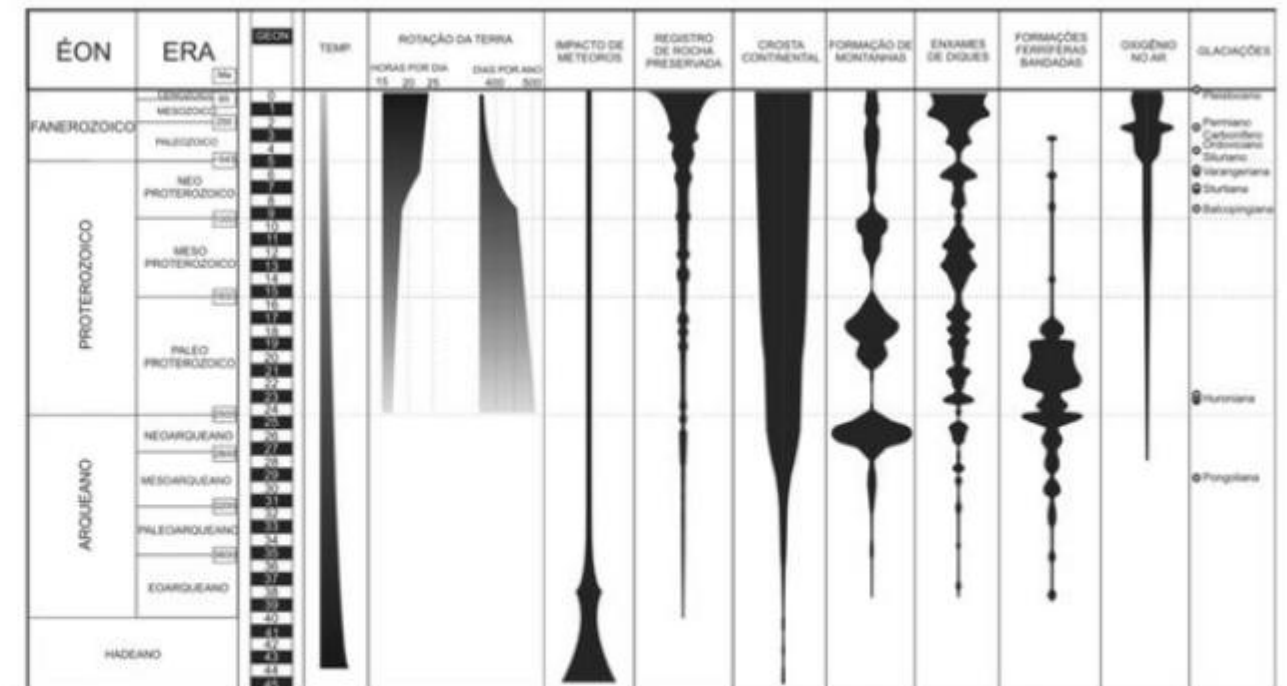 ÉON
ERA
Ma
GEON
TEMP.
ROTAÇÃO DA TERRA
HORAS POR DIA
15 20 25
DIAS POR ANO
400 500
IMPACTO DE
METEOROS
REGISTRO
DE ROCHA
PRESERVADA
CROSTA
CONTINENTAL
FORMAÇÃO DE
MONTANHAS
ENXAMES
DE DIQUES
FORMAÇÕES
FERRÍFERAS
BANDADAS
OXIGÊNIO
NO AR
GLACIAÇÕES
FANEROZOICO
CENOZOICO
MESOZOICO
PALEOZOICO
PROTEROZOICO
NEO
PROTEROZOICO
MESO
PROTEROZOICO
PALEO
PROTEROZOICO
ARQUEANO
NEOARQUEANO
MESOARQUEANO
PALEOARQUEANO
EOARQUEANO
HADEANO
0
1
2
3
4
5
6
7
8
9
10
11
12
13
14
15
16
17
18
19
20
21
22
23
24
25
26
27
28
29
30
31
32
33
34
35
36
37
38
39
40
41
42
43
44
45
Pleistoceno
Permiano
Carbonífero
Ordoviciano
Siluriano
Varangeriana
Sturtiana
Huroniana
Pongoliana